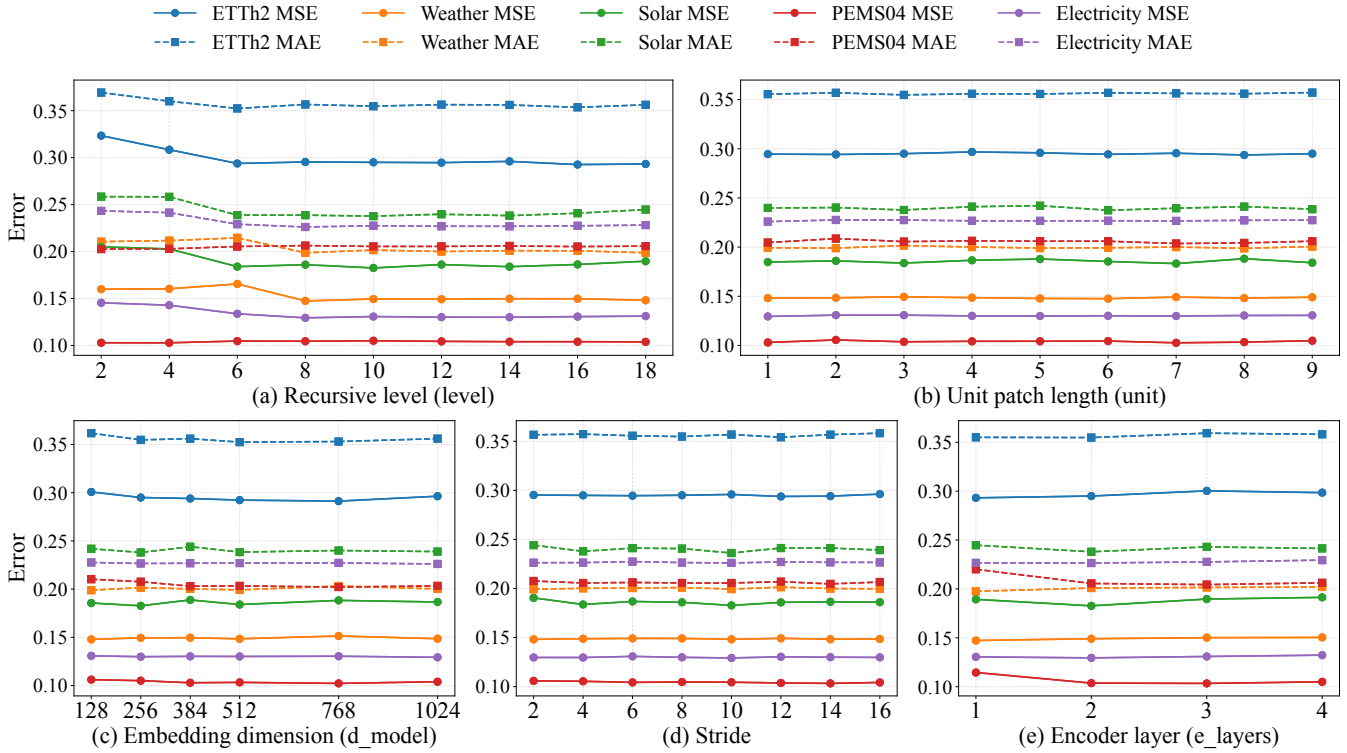 ETTh2 MSE Weather MSE Solar MSE PEMS04 MSE Electricity MSE
ETTh2 MAE Weather MAE Solar MAE PEMS04 MAE Electricity MAE
Error
0.35
0.30
0.25
0.20
0.15
0.10
2 4 6 8 10 12 14 16 18
(a) Recursive level (level)
0.35
0.30
0.25
0.20
0.15
0.10
1 2 3 4 5 6 7 8 9
(b) Unit patch length (unit)
Error
0.35
0.30
0.25
0.20
0.15
0.10
128 256 384 512 768 1024
(c) Embedding dimension (d_model)
0.35
0.30
0.25
0.20
0.15
0.10
2 4 6 8 10 12 14 16
(d) Stride
0.35
0.30
0.25
0.20
0.15
0.10
1 2 3 4
(e) Encoder layer (e_layers)